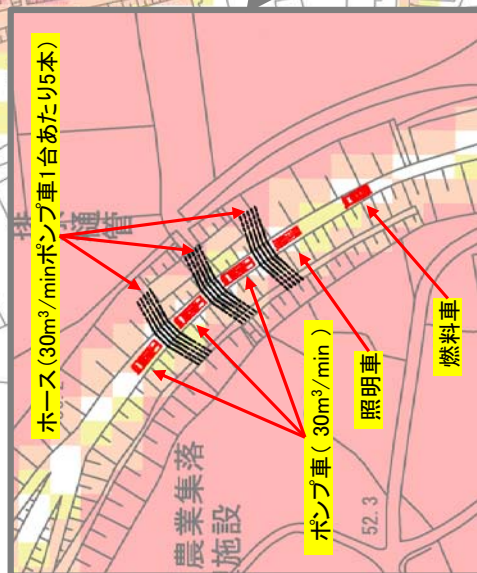 ホース(30m³/minポンプ車1台あたり5本)
農業集落
施設
52.3
ポンプ車( 30m³/min )
照明車
燃料車